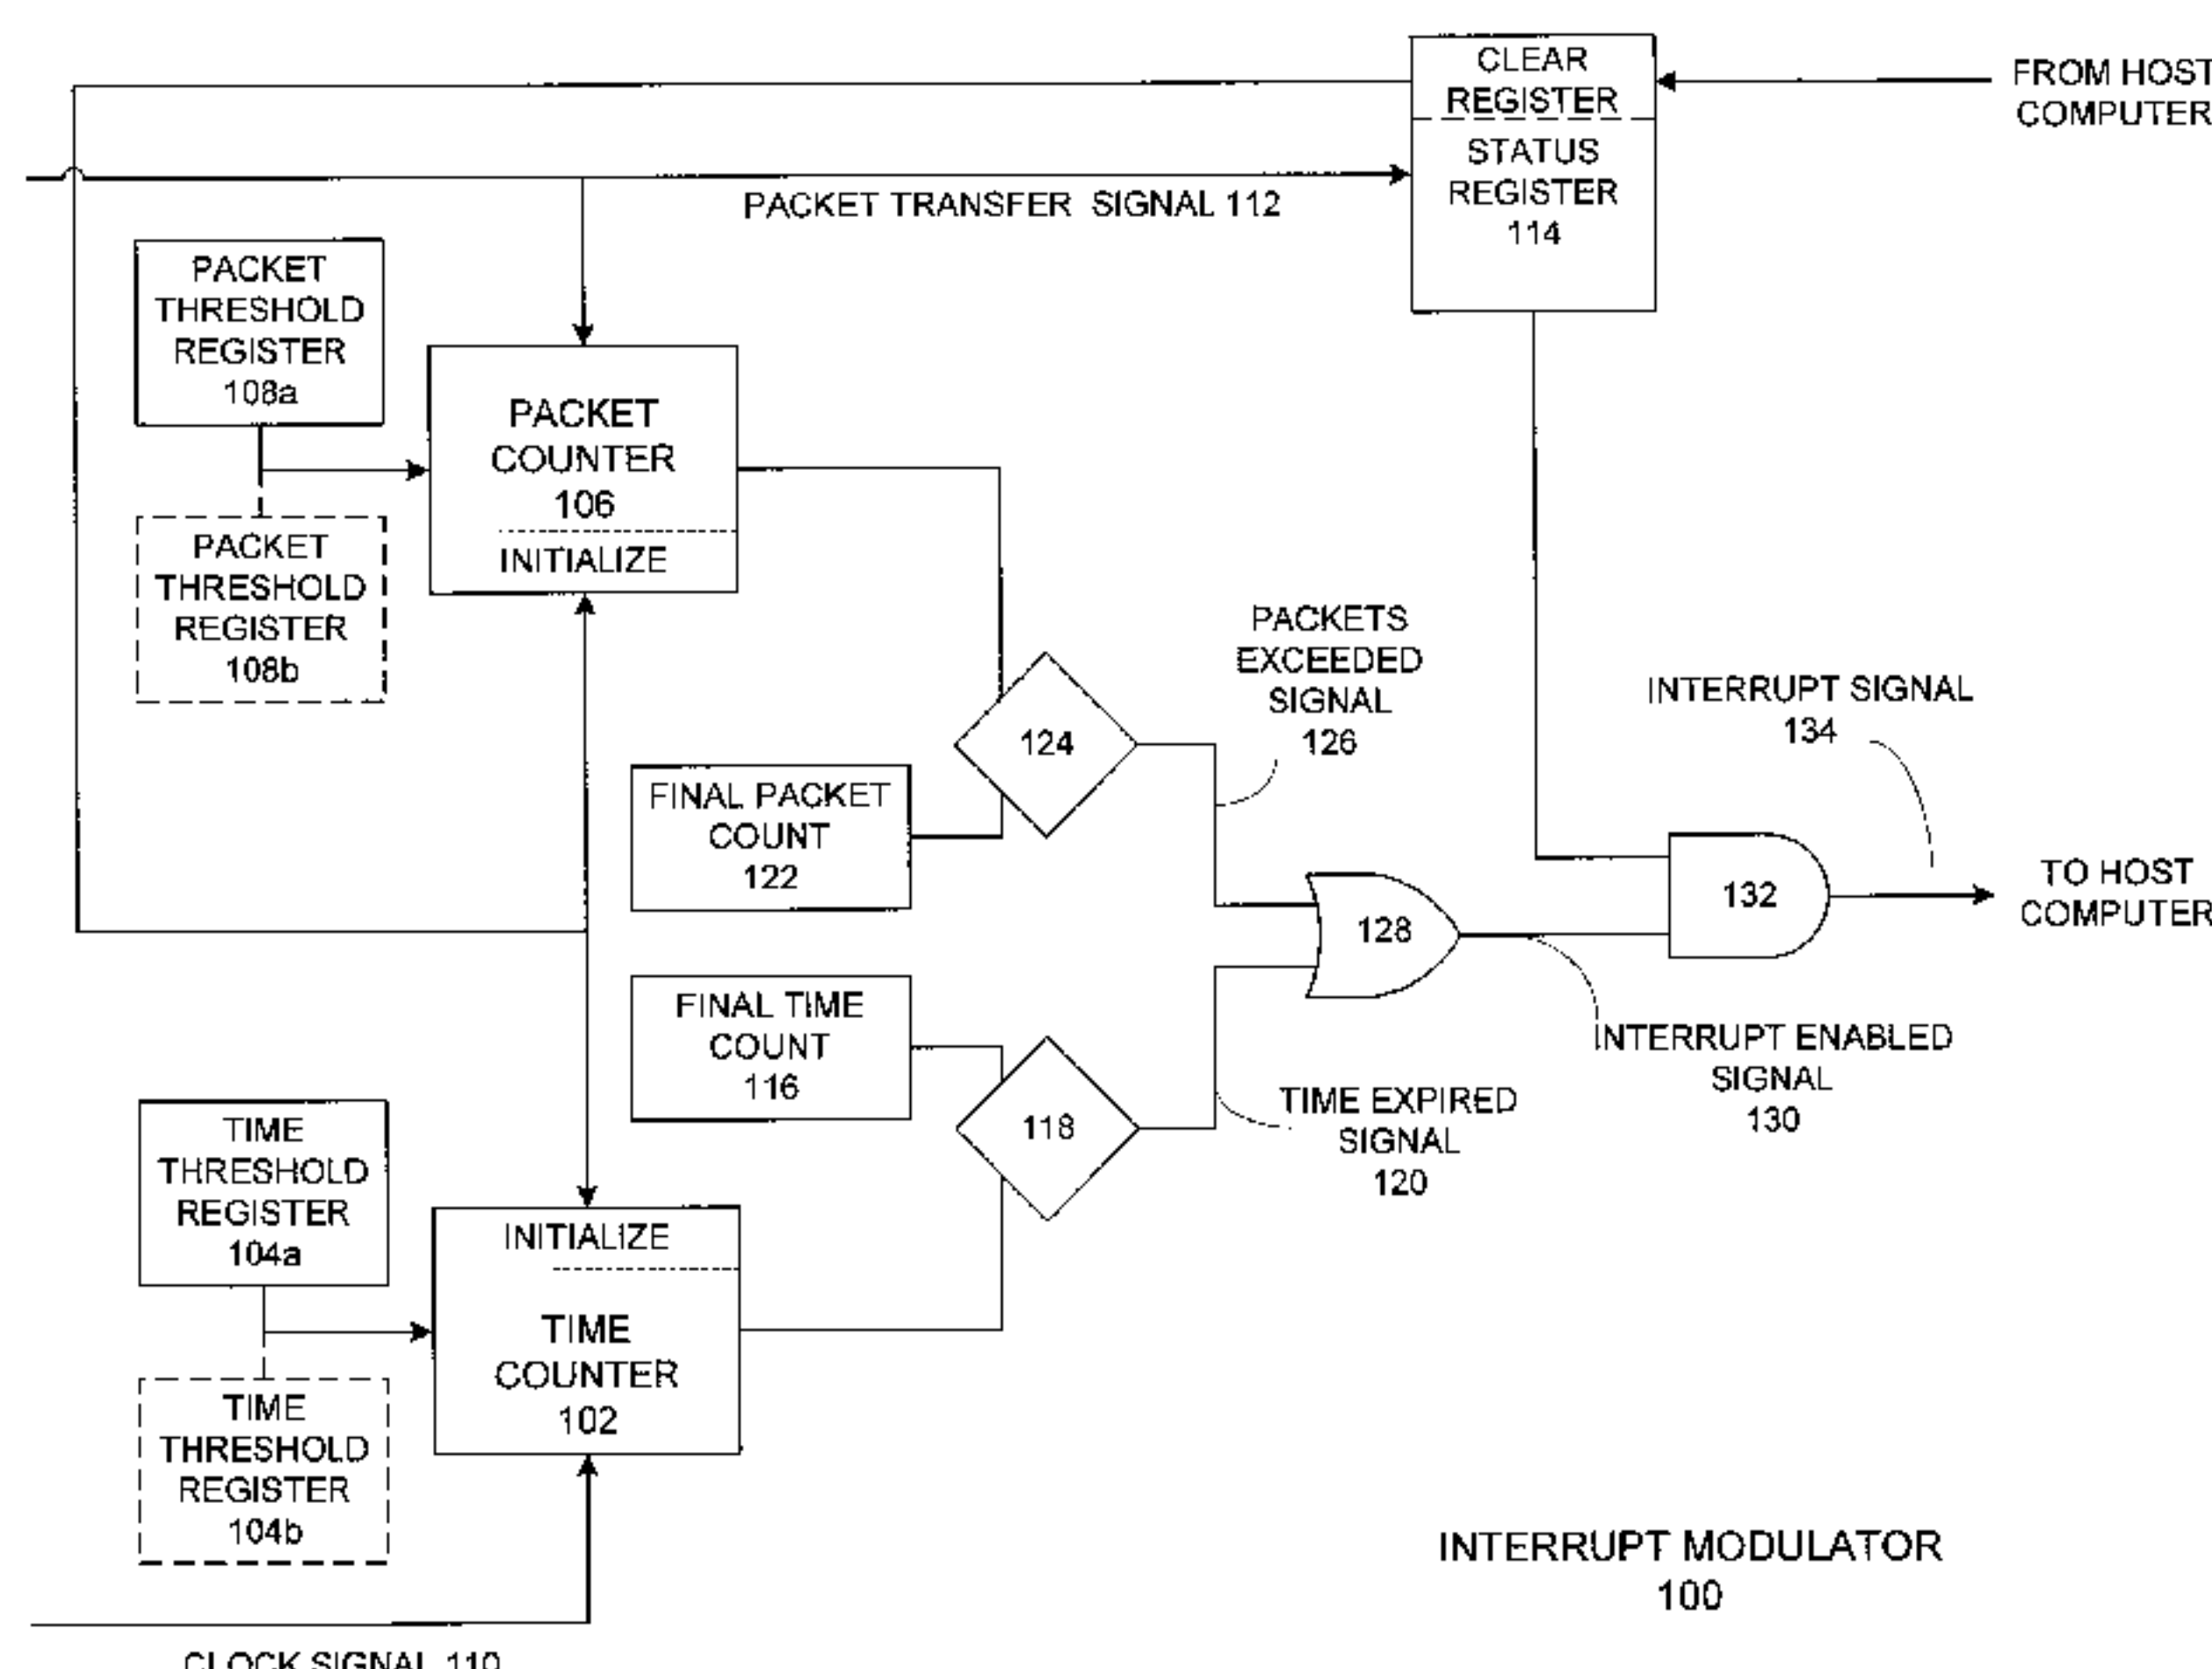 CLEAR
REGISTER
FROM HOST
COMPUTER
STATUS
REGISTER
114
PACKET TRANSFER SIGNAL 112
PACKET
THRESHOLD
REGISTER
108a
PACKET
COUNTER
106
INITIALIZE
PACKET
THRESHOLD
REGISTER
108b
PACKETS
EXCEEDED
SIGNAL
126
INTERRUPT SIGNAL
134
124
FINAL PACKET
COUNT
122
128
132
TO HOST
COMPUTER
FINAL TIME
COUNT
116
118
INTERRUPT ENABLED
SIGNAL
130
TIME EXPIRED
SIGNAL
120
TIME
THRESHOLD
REGISTER
104a
INITIALIZE
TIME
COUNTER
102
TIME
THRESHOLD
REGISTER
104b
INTERRUPT MODULATOR
100
CLOCK SIGNAL 110